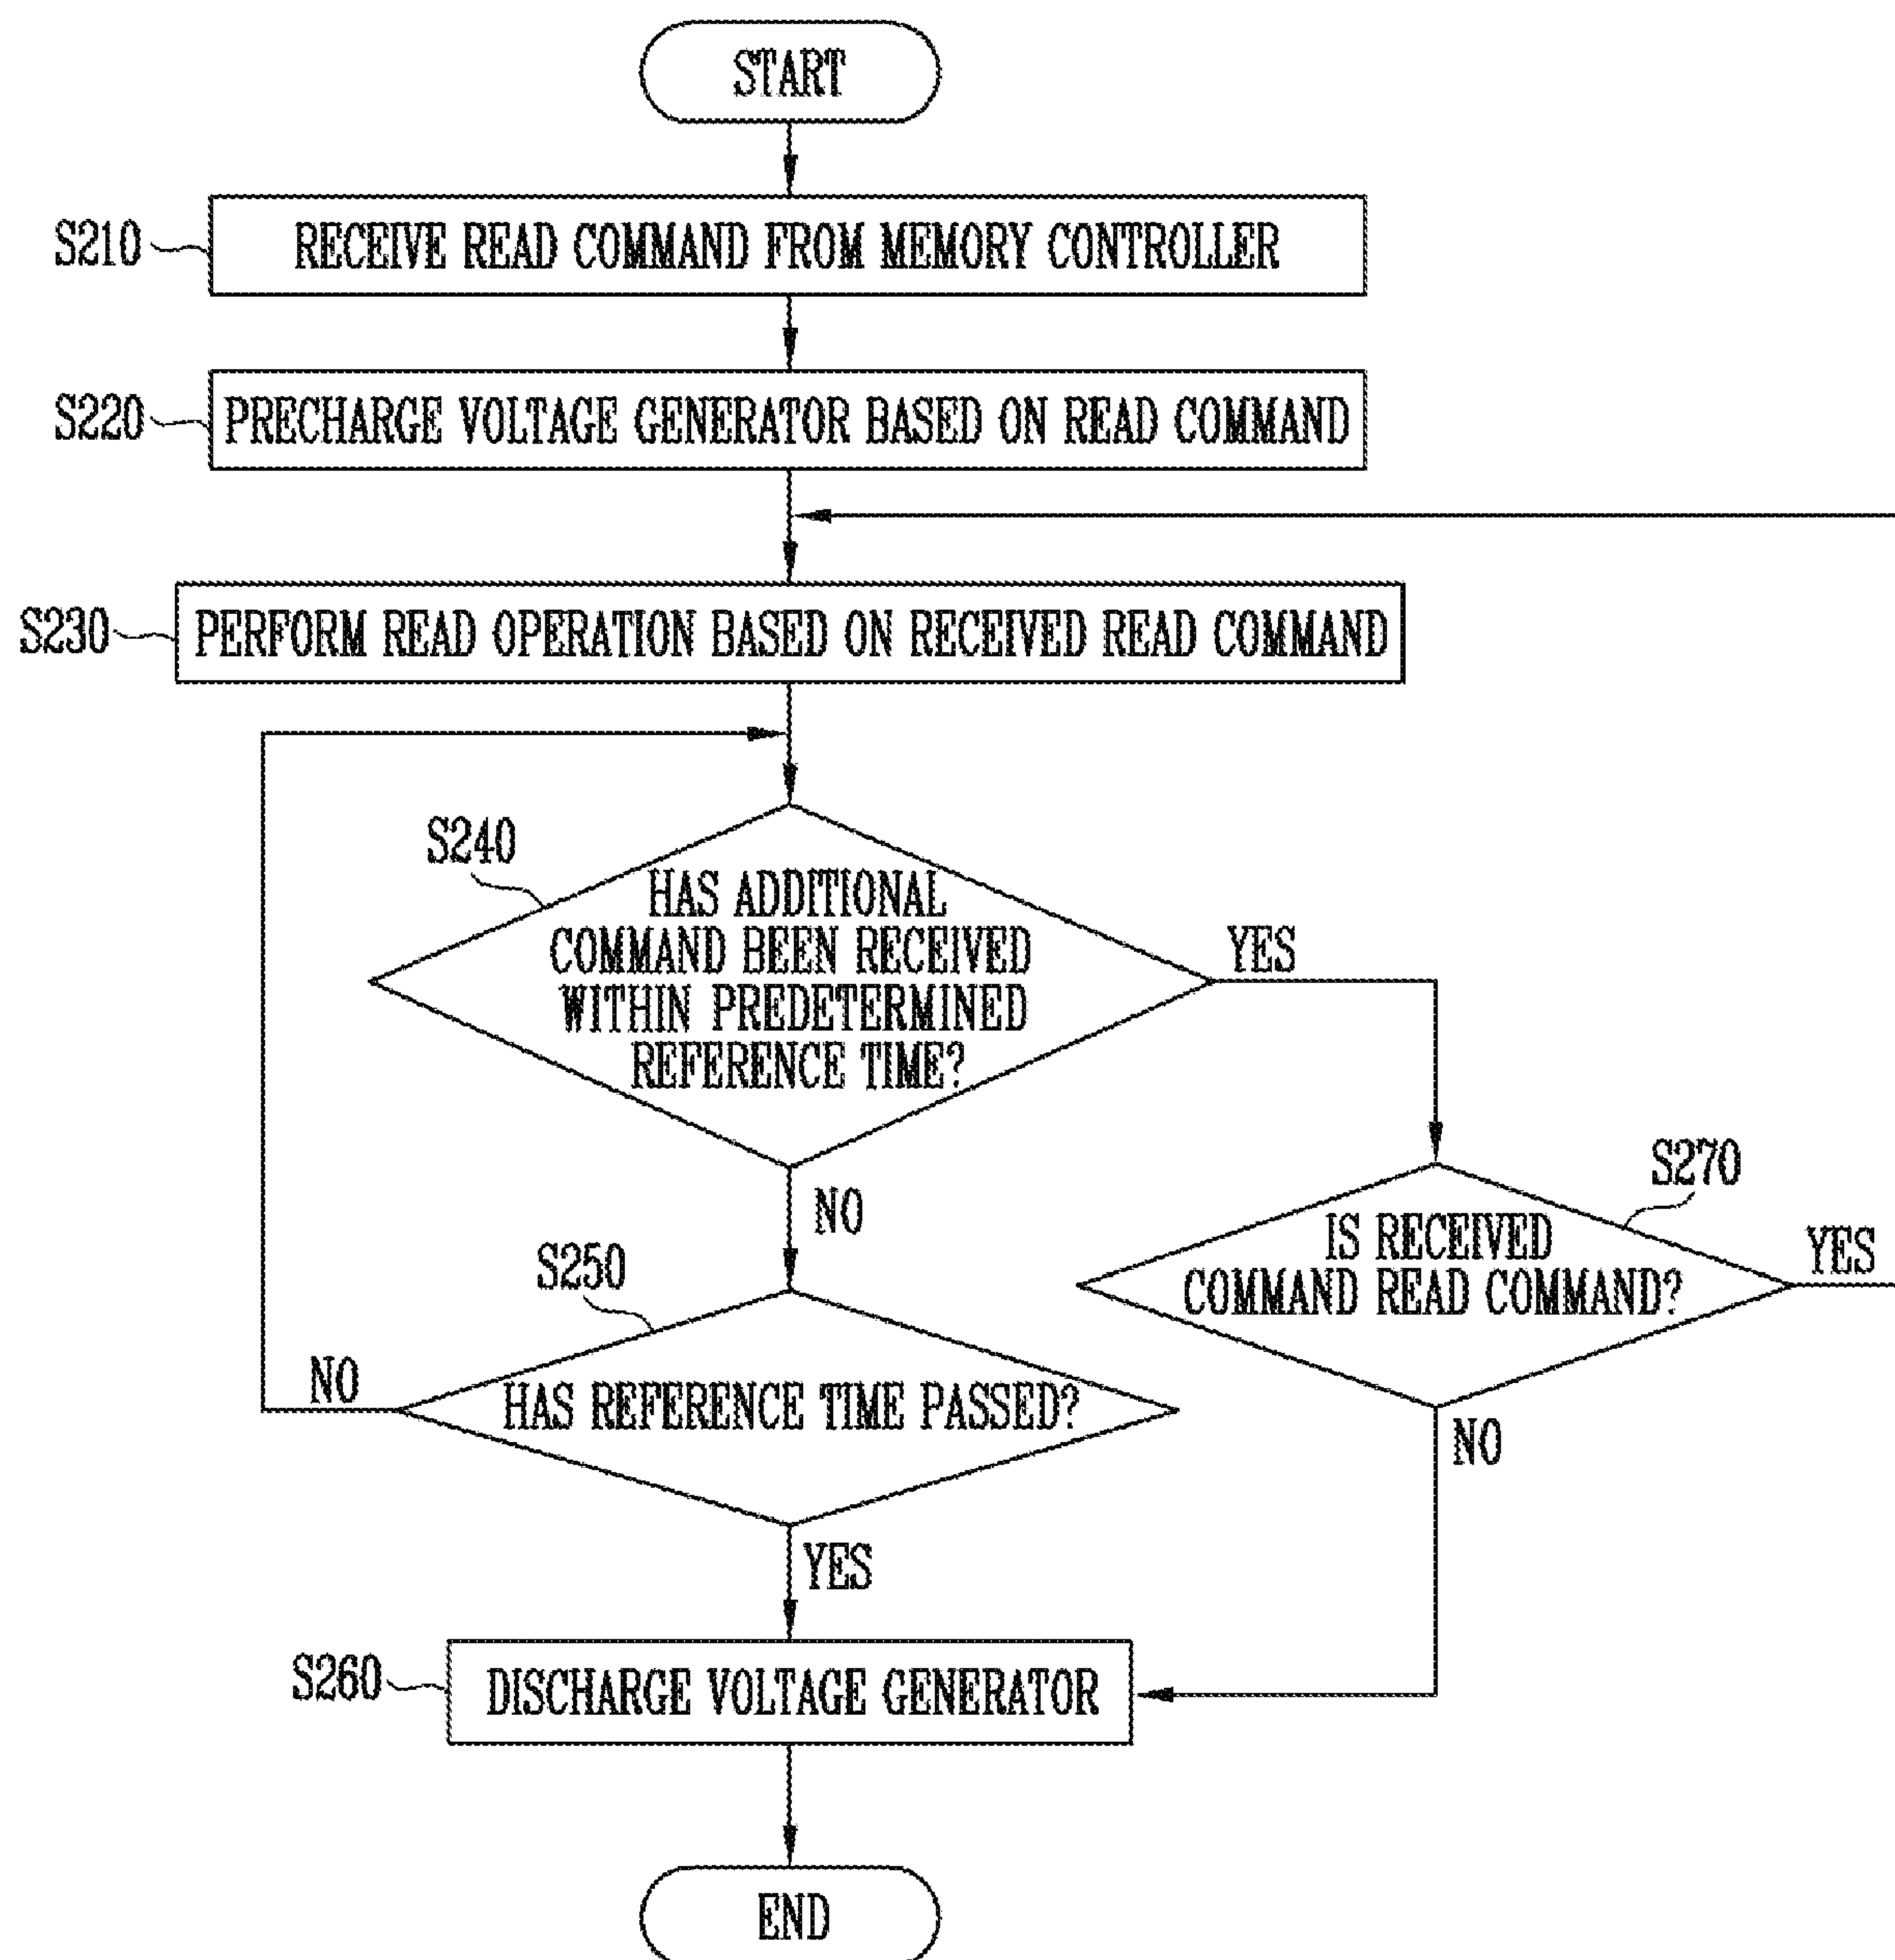 START
S210
RECEIVE READ COMMAND FROM MEMORY CONTROLLER
S220
PRECHARGE VOLTAGE GENERATOR BASED ON READ COMMAND
S230
PERFORM READ OPERATION BASED ON RECEIVED READ COMMAND
S240
HAS ADDITIONAL
COMMAND BEEN RECEIVED
WITHIN PREDETERMINED
REFERENCE TIME?
YES
NO
S270
IS RECEIVED
COMMAND READ COMMAND?
YES
NO
S250
HAS REFERENCE TIME PASSED?
NO
YES
S260
DISCHARGE VOLTAGE GENERATOR
END